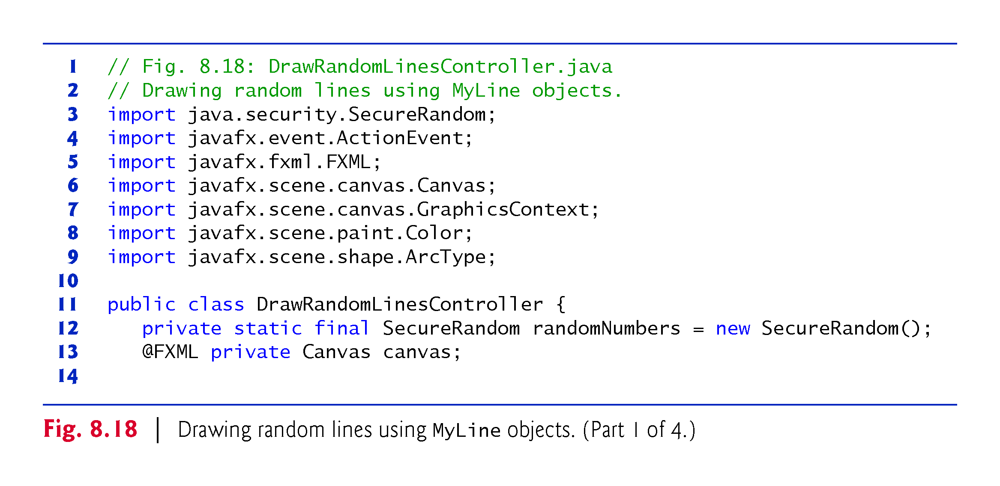 1 // Fig. 8.18: DrawRandomLinesController.java
2 // Drawing random lines using MyLine objects.
3 import java.security.SecureRandom;
4 import javafx.event.ActionEvent;
5 import javafx.fxml.FXML;
6 import javafx.scene.canvas.Canvas;
7 import javafx.scene.canvas.GraphicsContext;
8 import javafx.scene.paint.Color;
9 import javafx.scene.shape.ArcType;
10
11 public class DrawRandomLinesController {
12    private static final SecureRandom randomNumbers = new SecureRandom();
13    @FXML private Canvas canvas;
14
Fig. 8.18 | Drawing random lines using MyLine objects. (Part 1 of 4.)